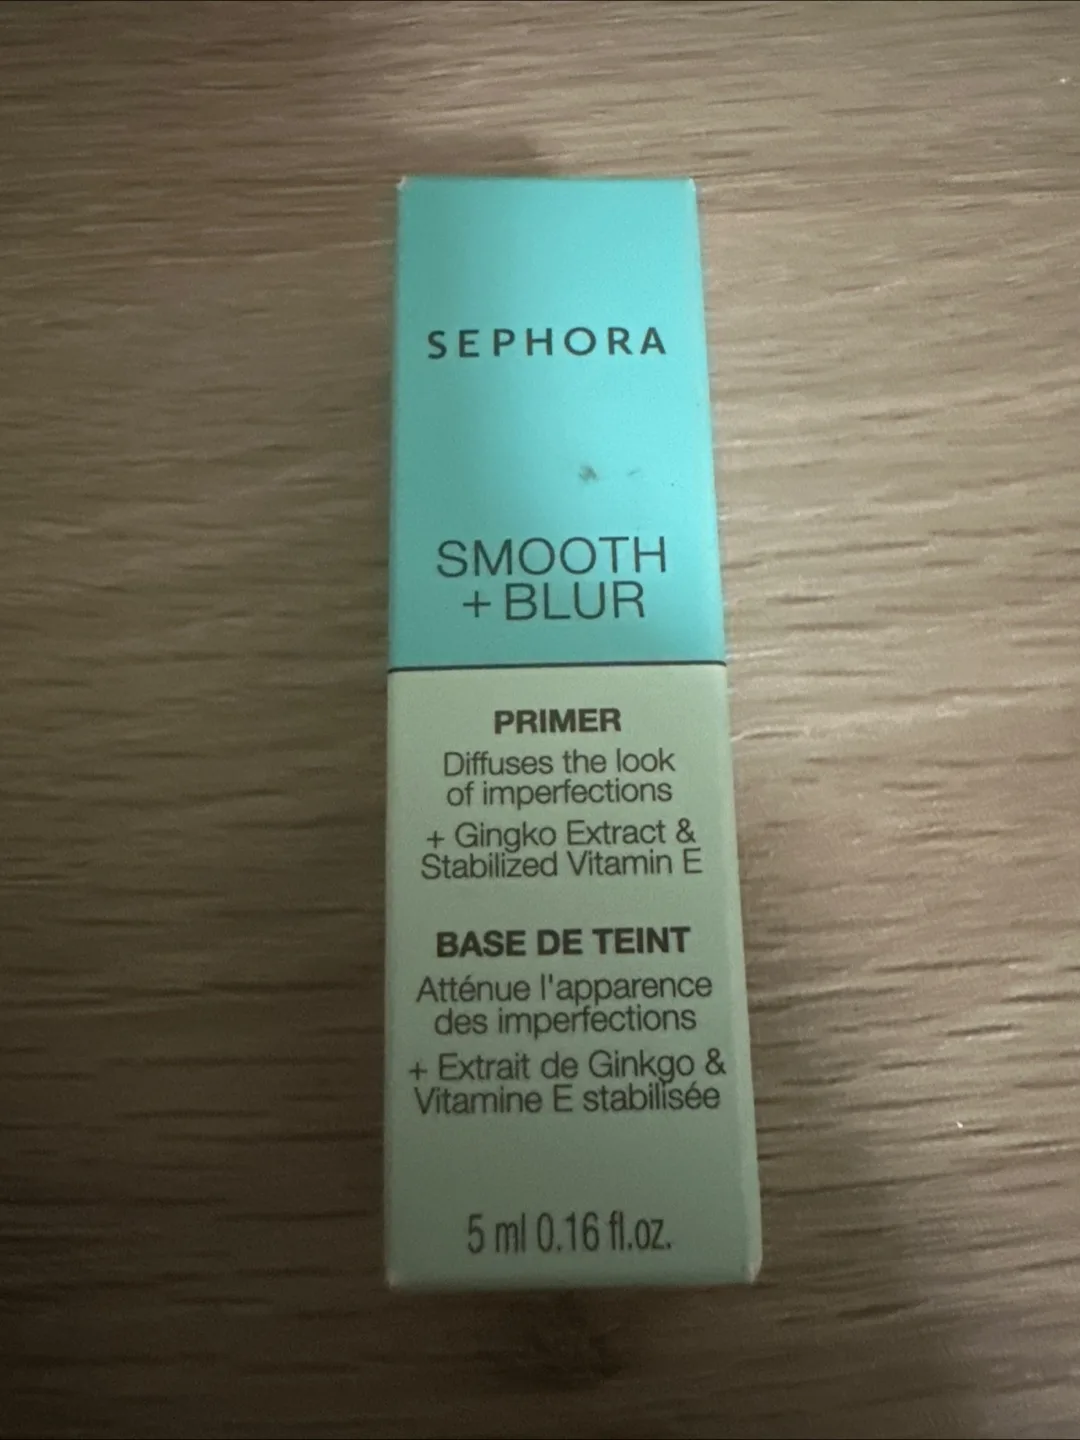 SEPHORA
SMOOTH
+ BLUR
PRIMER
Diffuses the look
of imperfections
+ Gingko Extract &
Stabilized Vitamin E
BASE DE TEINT
Atténue l'apparence
des imperfections
+ Extrait de Ginkgo &
Vitamine E stabilisée
5 ml 0.16 fl.oz.